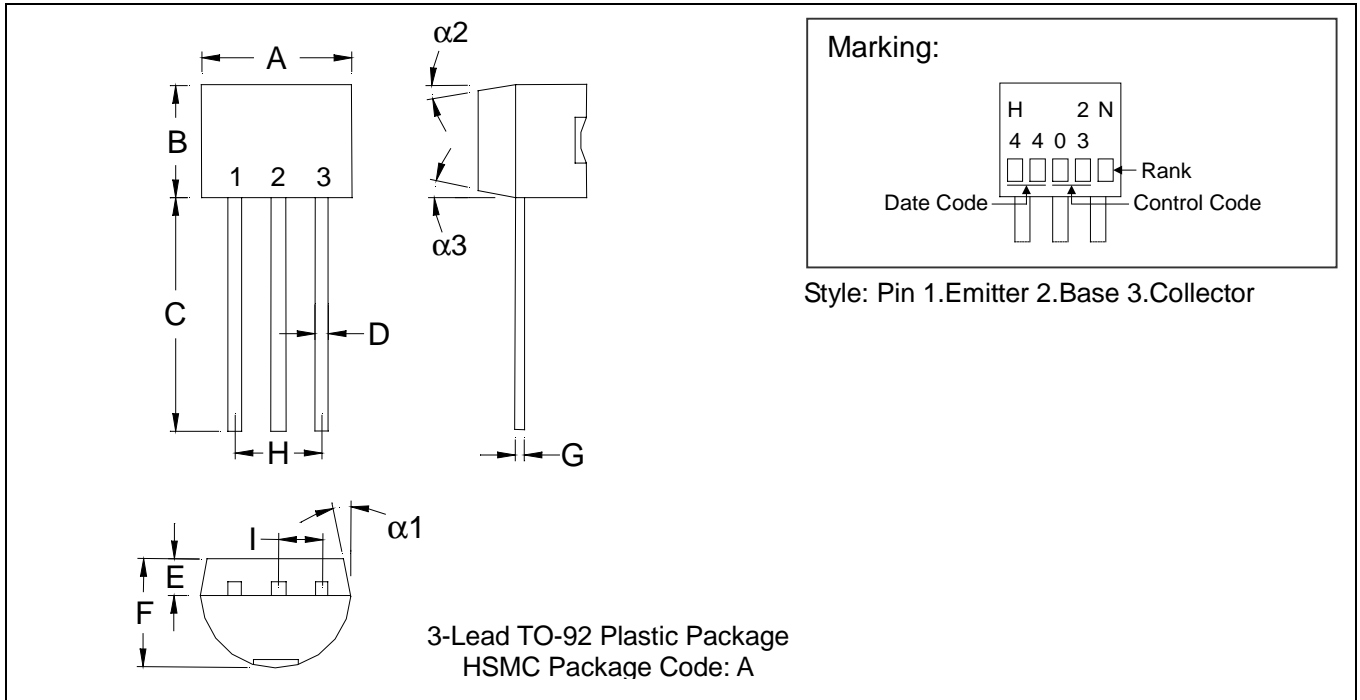 α2
A
B
1 2 3
α3
C
D
H
G
α1
I
E
F
3-Lead TO-92 Plastic Package
HSMC Package Code: A
Marking:
H 2 N
4 4 0 3
Rank
Date Code
Control Code
Style: Pin 1.Emitter 2.Base 3.Collector